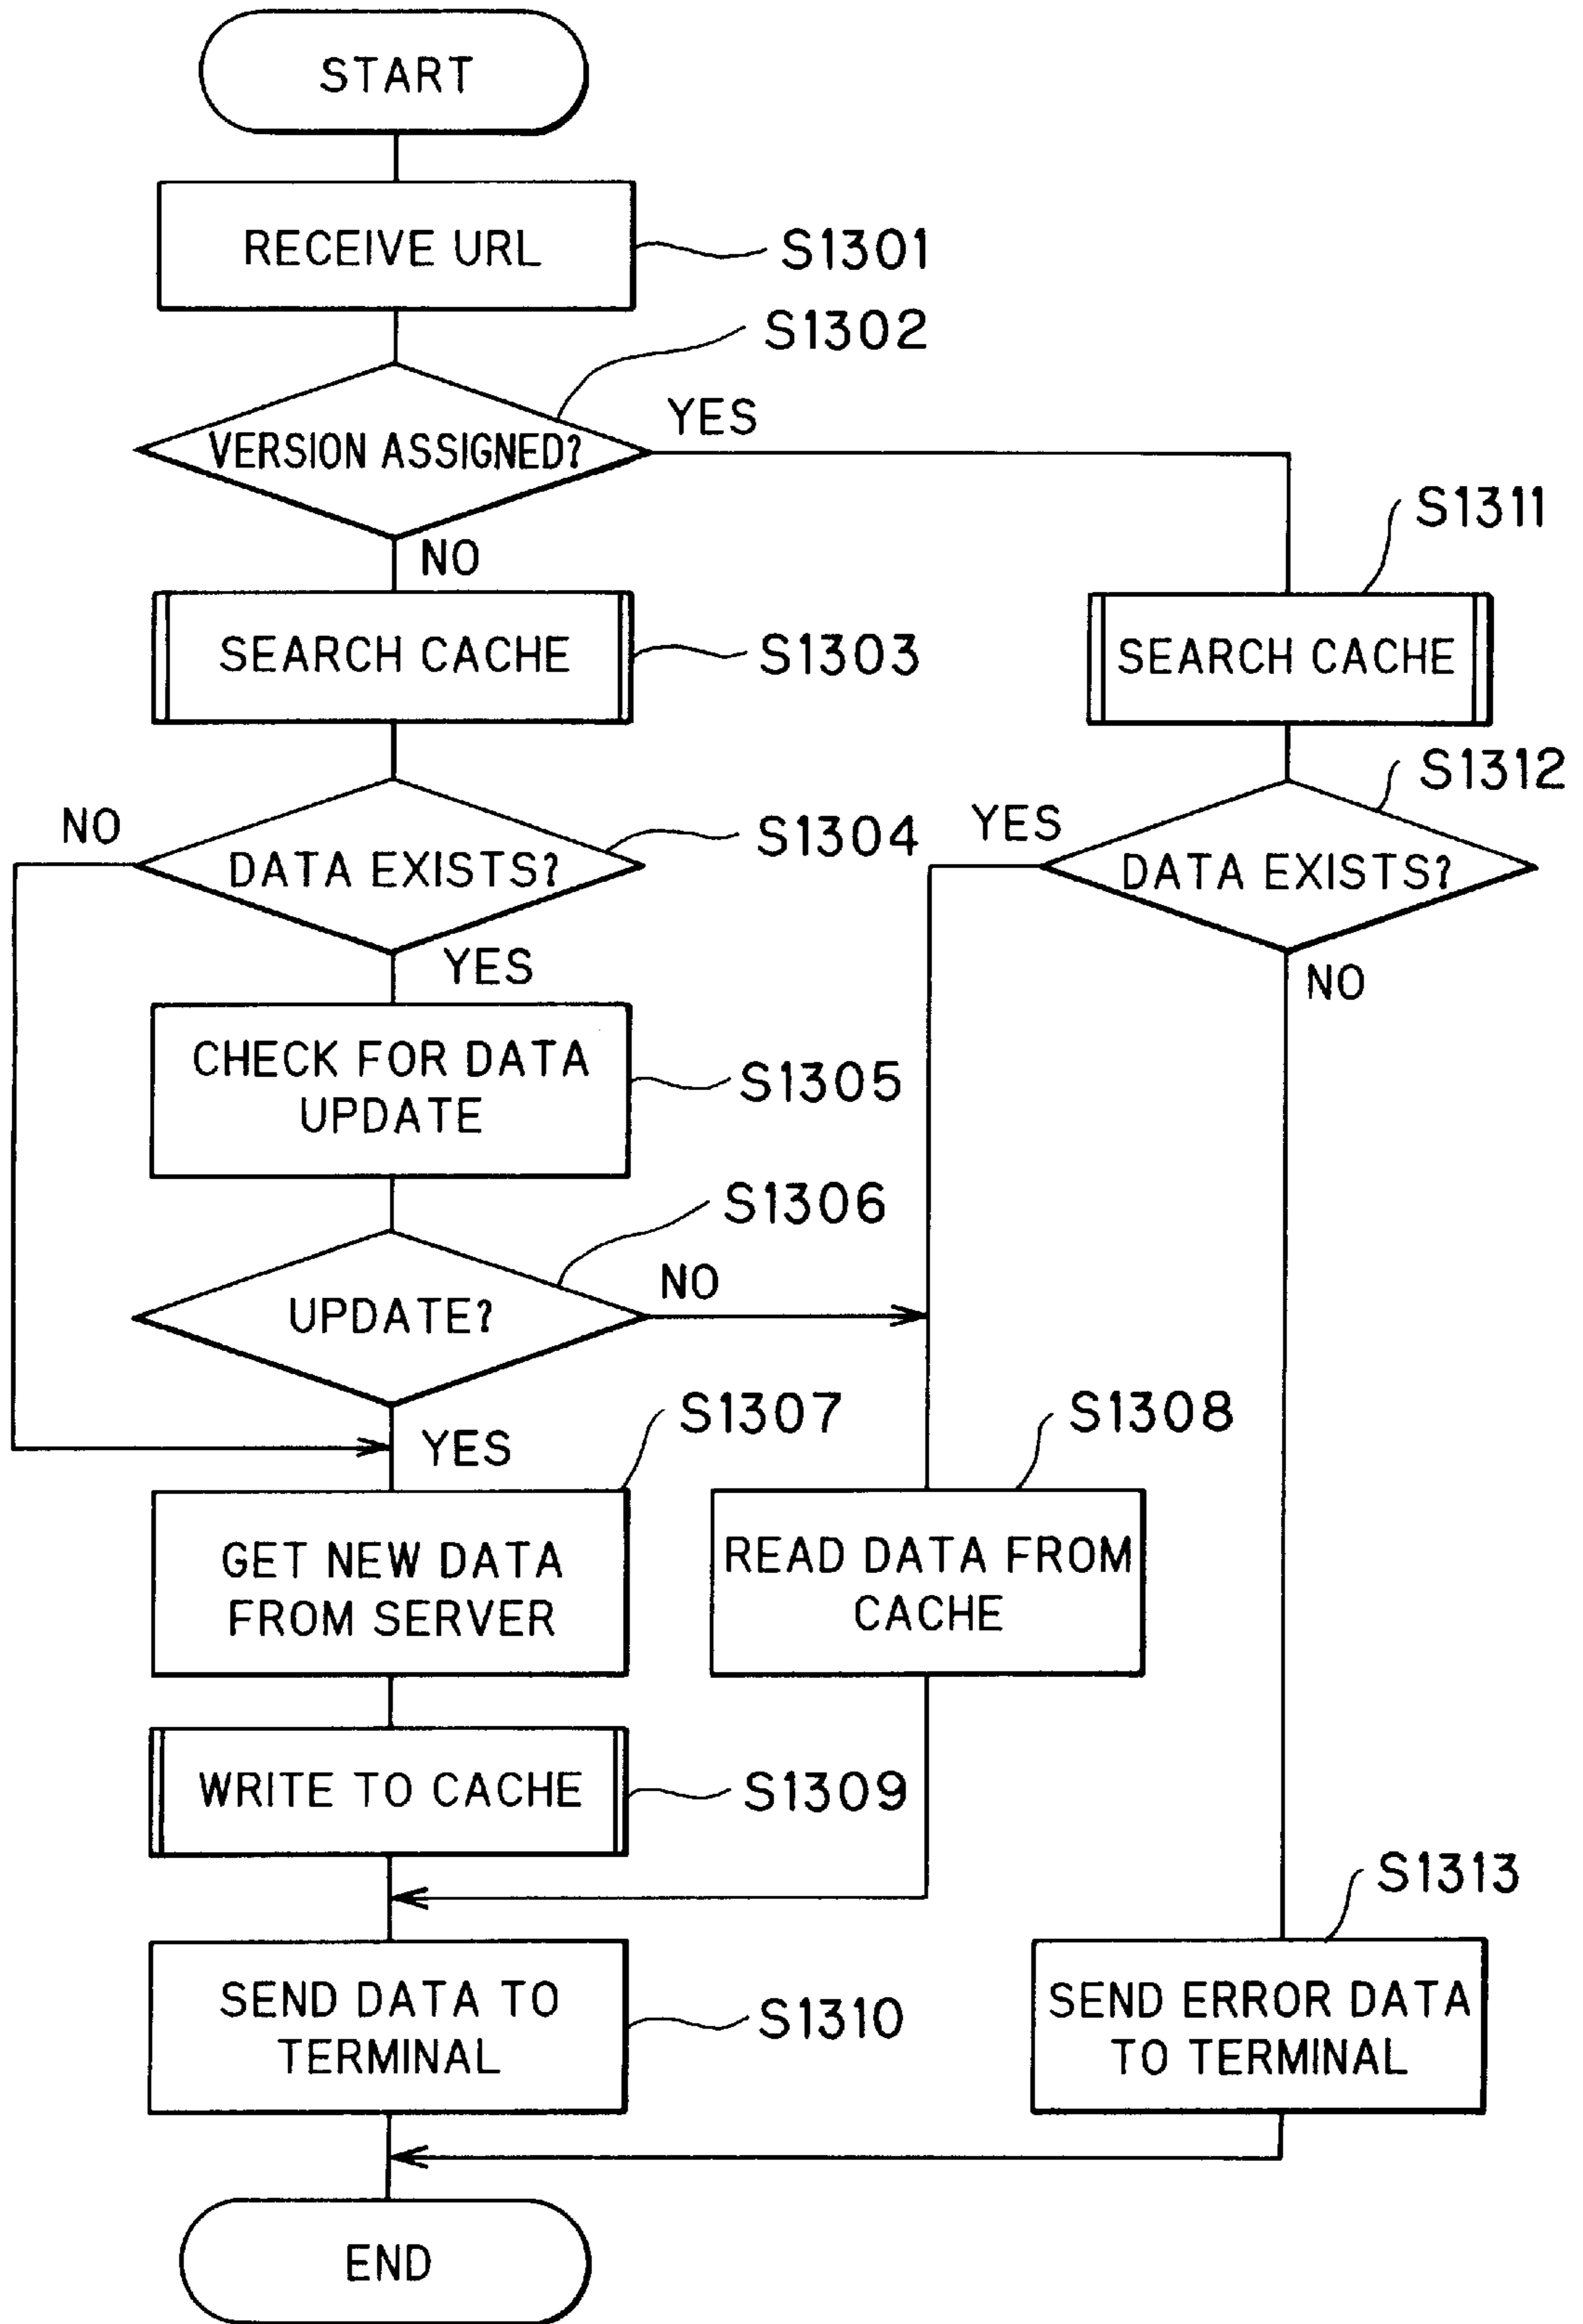 START
RECEIVE URL
S1301
S1302
VERSION ASSIGNED?
YES
NO
S1311
SEARCH CACHE
S1303
SEARCH CACHE
S1312
NO
DATA EXISTS?
S1304
YES
YES
DATA EXISTS?
NO
CHECK FOR DATA
UPDATE
S1305
S1306
UPDATE?
NO
YES
S1307
S1308
GET NEW DATA
FROM SERVER
READ DATA FROM
CACHE
WRITE TO CACHE
S1309
S1313
SEND DATA TO
TERMINAL
S1310
SEND ERROR DATA
TO TERMINAL
END